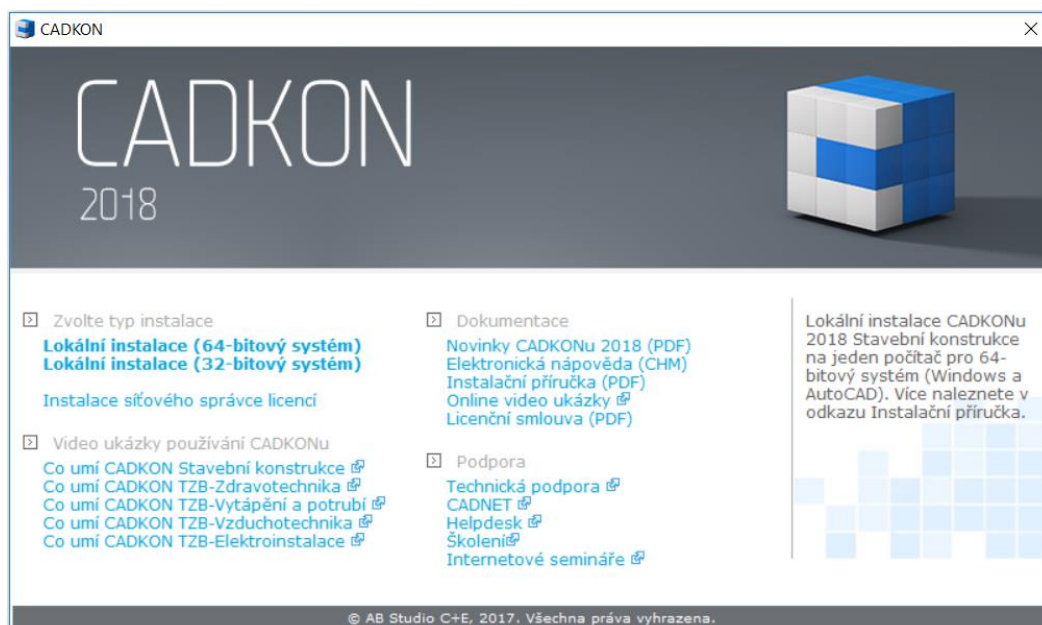 CADKON
CADKON
2018
Zvolte typ instalace
Lokální instalace (64-bitový systém)
Lokální instalace (32-bitový systém)
Instalace síťového správce licencí
Video ukázky používání CADKONu
Co umí CADKON Stavební konstrukce
Co umí CADKON TZB-Zdravotechnika
Co umí CADKON TZB-Vytápění a potrubí
Co umí CADKON TZB-Vzduchotechnika
Co umí CADKON TZB-Elektroinstalace
Dokumentace
Novinky CADKONu 2018 (PDF)
Elektronická nápověda (CHM)
Instalační příručka (PDF)
Online video ukázky
Licenční smlouva (PDF)
Podpora
Technická podpora
CADNET
Helpdesk
Školení
Internetové semináře
Lokální instalace CADKONu
2018 Stavební konstrukce
na jeden počítač pro 64-
bitový systém (Windows a
AutoCAD). Více naleznete v
odkazu Instalační příručka.
© AB Studio C+E, 2017. Všechna práva vyhrazena.